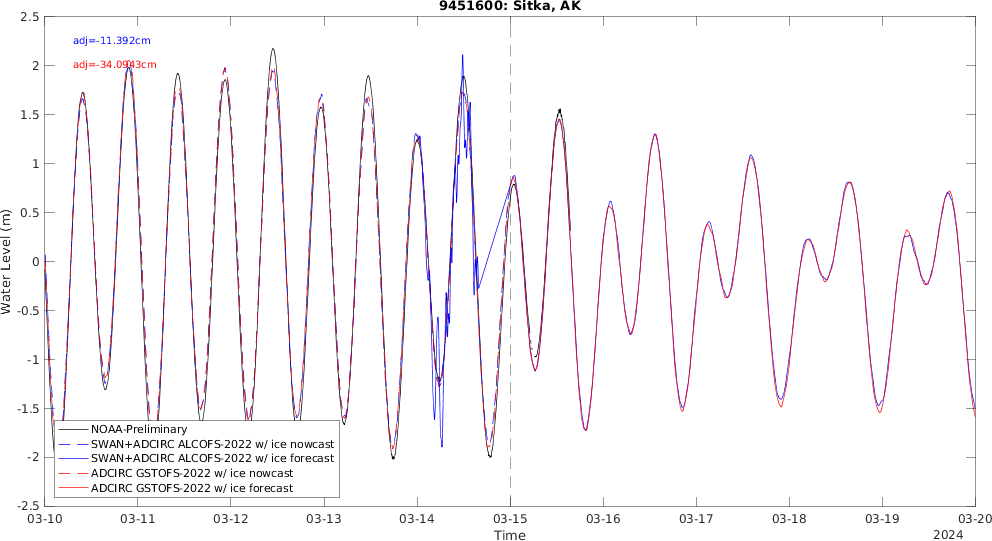 9451600: Sitka, AK
adj=-11.392cm
adj=-34.0943cm
Water Level (m)
2.5
2
1.5
1
0.5
0
-0.5
-1
-1.5
-2
-2.5
NOAA-Preliminary
SWAN+ADCIRC ALCOFS-2022 w/ ice nowcast
SWAN+ADCIRC ALCOFS-2022 w/ ice forecast
ADCIRC GSTOFS-2022 w/ ice nowcast
ADCIRC GSTOFS-2022 w/ ice forecast
03-10 03-11 03-12 03-13 03-14 03-15 03-16 03-17 03-18 03-19 03-20
Time
2024